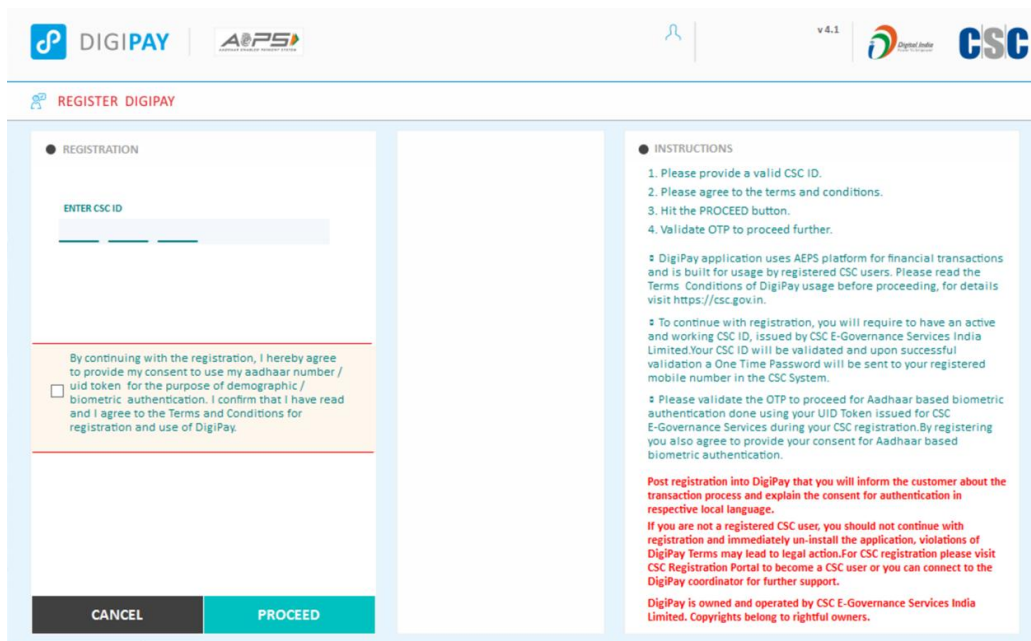 DIGIPAY
AEPS
AADHAAR ENABLED PAYMENT SYSTEM
v 4.1
Digital India
CSC
REGISTER DIGIPAY
REGISTRATION
ENTER CSC ID
By continuing with the registration, I hereby agree
to provide my consent to use my aadhaar number /
uid token for the purpose of demographic /
biometric authentication. I confirm that I have read
and I agree to the Terms and Conditions for
registration and use of DigiPay.
CANCEL
PROCEED
INSTRUCTIONS
1. Please provide a valid CSC ID.
2. Please agree to the terms and conditions.
3. Hit the PROCEED button.
4. Validate OTP to proceed further.
DigiPay application uses AEPS platform for financial transactions
and is built for usage by registered CSC users. Please read the
Terms Conditions of DigiPay usage before proceeding, for details
visit https://csc.gov.in.
To continue with registration, you will require to have an active
and working CSC ID, issued by CSC E-Governance Services India
Limited.Your CSC ID will be validated and upon successful
validation a One Time Password will be sent to your registered
mobile number in the CSC System.
Please validate the OTP to proceed for Aadhaar based biometric
authentication done using your UID Token issued for CSC
E-Governance Services during your CSC registration.By registering
you also agree to provide your consent for Aadhaar based
biometric authentication.
Post registration into DigiPay that you will inform the customer about the
transaction process and explain the consent for authentication in
respective local language.
If you are not a registered CSC user, you should not continue with
registration and immediately un-install the application, violations of
DigiPay Terms may lead to legal action.For CSC registration please visit
CSC Registration Portal to become a CSC user or you can connect to the
DigiPay coordinator for further support.
DigiPay is owned and operated by CSC E-Governance Services India
Limited. Copyrights belong to rightful owners.